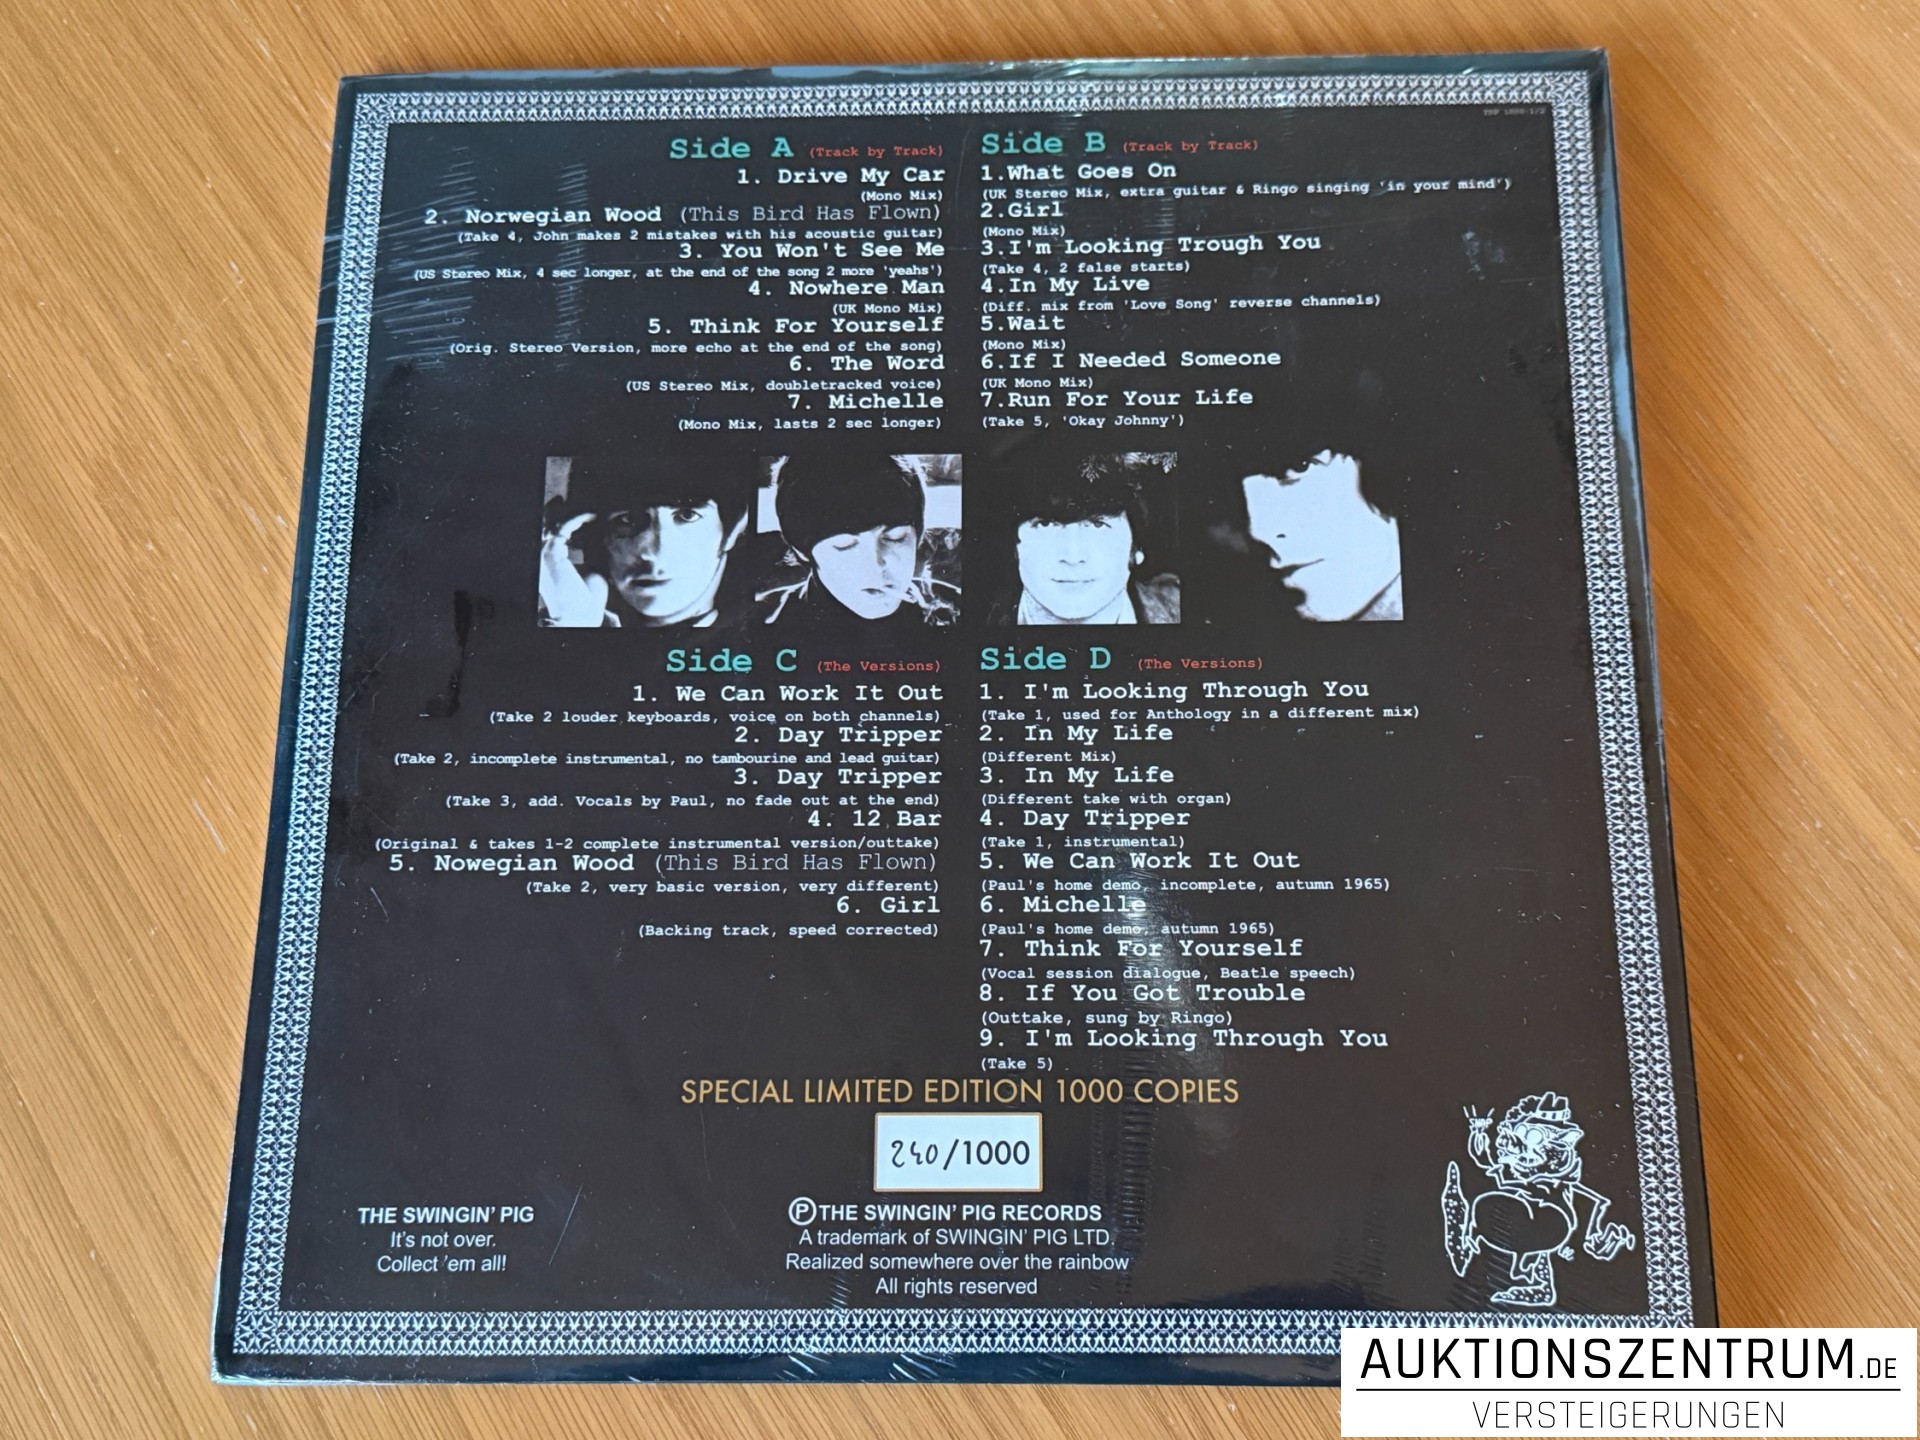 Side A (Track by Track)
1. Drive My Car
(Mono Mix)
2. Norwegian Wood (This Bird Has Flown)
(Take 4, John makes 2 mistakes with his acoustic guitar)
3. You Won't See Me
(US Stereo Mix, 4 sec longer, at the end of the song 2 more 'yeahs')
4. Nowhere Man
(UK Mono Mix)
5. Think For Yourself
(Orig. Stereo Version, more echo at the end of the song)
6. The Word
(US Stereo Mix, doubletracked voice)
7. Michelle
(Mono Mix, lasts 2 sec longer)
Side B (Track by Track)
1.What Goes On
(UK Stereo Mix, extra guitar & Ringo singing 'in your mind')
2.Girl
(Mono Mix)
3.I'm Looking Trough You
(Take 4, 2 false starts)
4.In My Live
(Diff. mix from 'Love Song' reverse channels)
5.Wait
(Mono Mix)
6.If I Needed Someone
(UK Mono Mix)
7.Run For Your Life
(Take 5, 'Okay Johnny')
Side C (The Versions)
1. We Can Work It Out
(Take 2 louder keyboards, voice on both channels)
2. Day Tripper
(Take 2, incomplete instrumental, no tambourine and lead guitar)
3. Day Tripper
(Take 3, add. Vocals by Paul, no fade out at the end)
4. 12 Bar
(Original & takes 1-2 complete instrumental version/outtake)
5. Nowegian Wood (This Bird Has Flown)
(Take 2, very basic version, very different)
6. Girl
(Backing track, speed corrected)
Side D (The Versions)
1. I'm Looking Through You
(Take 1, used for Anthology in a different mix)
2. In My Life
(Different Mix)
3. In My Life
(Different take with organ)
4. Day Tripper
(Take 1, instrumental)
5. We Can Work It Out
(Paul's home demo, incomplete, autumn 1965)
6. Michelle
(Paul's home demo, autumn 1965)
7. Think For Yourself
(Vocal session dialogue, Beatle speech)
8. If You Got Trouble
(Outtake, sung by Ringo)
9. I'm Looking Through You
(Take 5)
SPECIAL LIMITED EDITION 1000 COPIES
240/1000
THE SWINGIN' PIG
It's not over.
Collect 'em all!
ⓅTHE SWINGIN' PIG RECORDS
A trademark of SWINGIN' PIG LTD.
Realized somewhere over the rainbow
All rights reserved
SNAP
AUKTIONSZENTRUM.DE
VERSTEIGERUNGEN